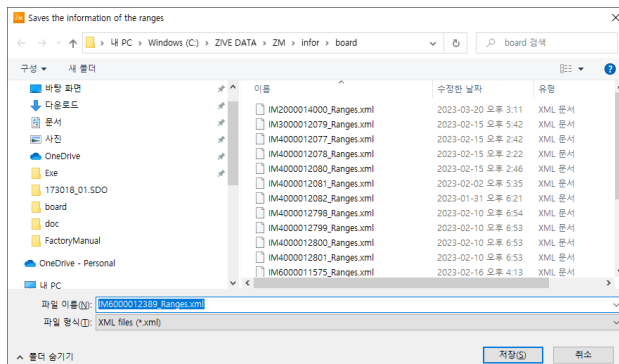 ZM Saves the information of the ranges
내 PC > Windows (C:) > ZIVE DATA > ZM > infor > board
board 검색
구성
새 폴더
바탕 화면
다운로드
문서
사진
OneDrive
Exe
173018_01.SDO
board
doc
FactoryManual
OneDrive - Personal
내 PC
이름 수정한 날짜 유형
IM2000014000_Ranges.xml 2023-03-20 오후 3:11 XML 문서
IM3000012079_Ranges.xml 2023-02-15 오후 5:42 XML 문서
IM4000012077_Ranges.xml 2023-02-15 오후 2:42 XML 문서
IM4000012078_Ranges.xml 2023-02-15 오후 2:22 XML 문서
IM4000012080_Ranges.xml 2023-02-15 오후 2:46 XML 문서
IM4000012081_Ranges.xml 2023-02-02 오후 5:35 XML 문서
IM4000012082_Ranges.xml 2023-01-31 오후 6:21 XML 문서
IM4000012798_Ranges.xml 2023-02-10 오후 6:54 XML 문서
IM4000012799_Ranges.xml 2023-02-10 오후 6:53 XML 문서
IM4000012800_Ranges.xml 2023-02-10 오후 6:53 XML 문서
IM4000012801_Ranges.xml 2023-02-10 오후 6:53 XML 문서
IM6000011575_Ranges.xml 2023-02-16 오후 4:13 XML 문서
파일 이름(N): IM6000012389_Ranges.xml
파일 형식(T): XML files (*.xml)
폴더 숨기기
저장(S)
취소